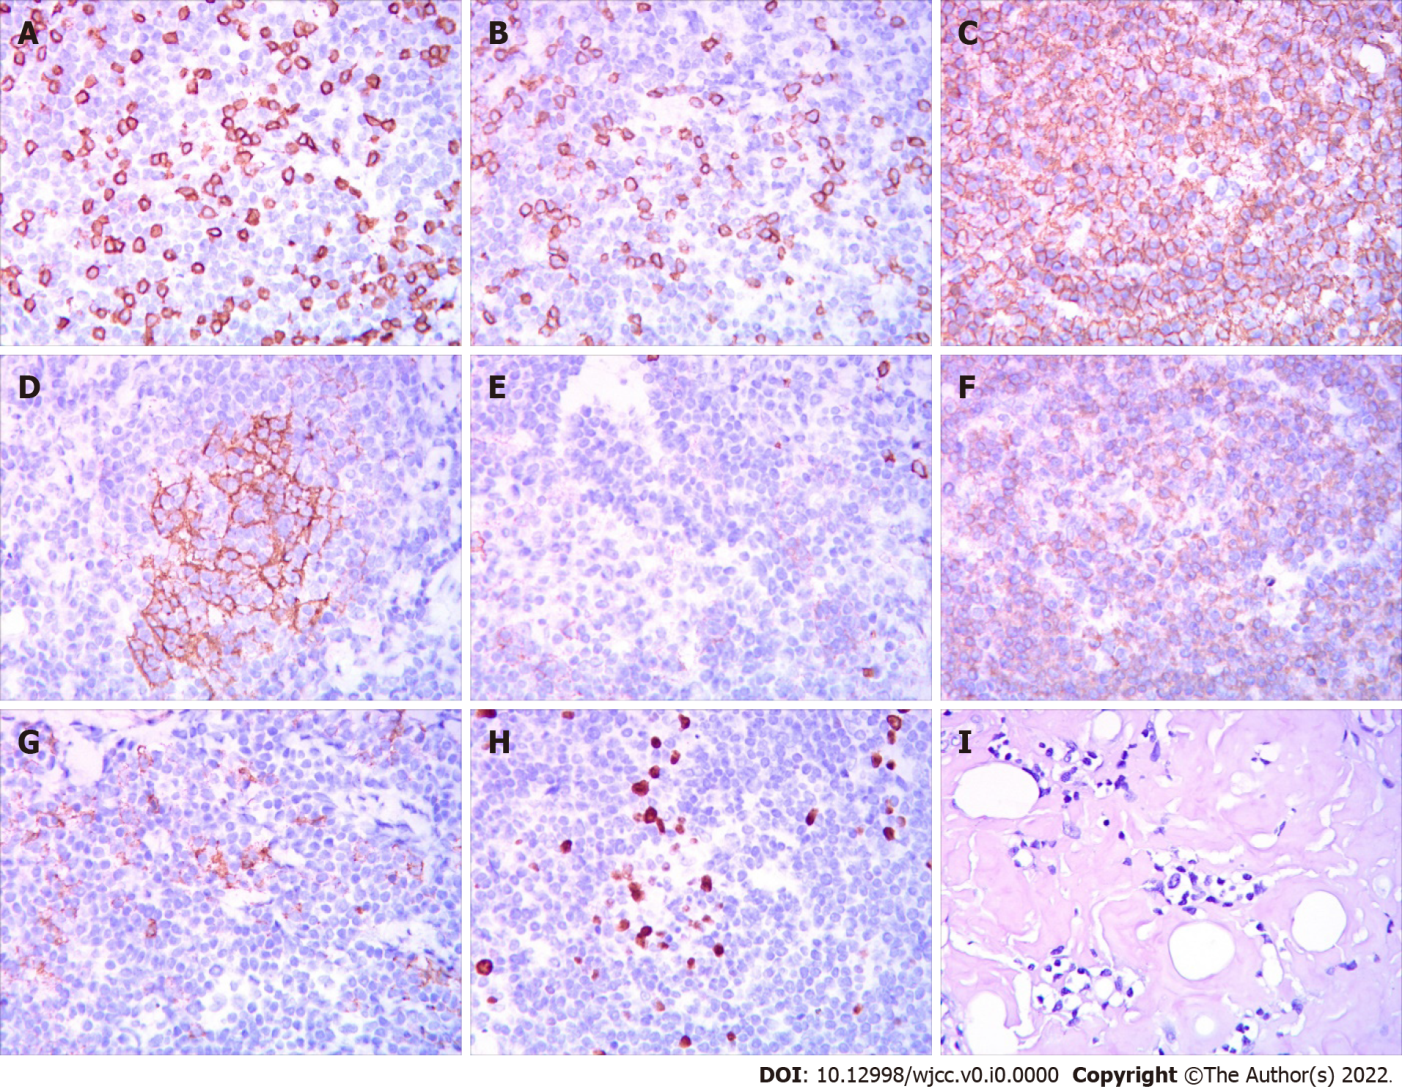 A B C
D E F
G H I
DOI: 10.12998/wjcc.v0.i0.0000 Copyright ©The Author(s) 2022.